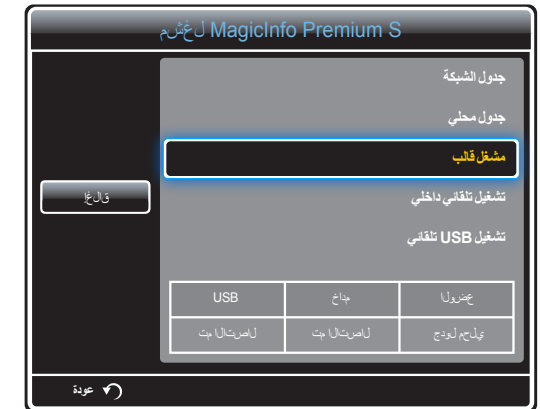 MagicInfo Premium S لغشم
جدول الشبكة
جدول محلي
مشغل قالب
تشغيل تلقائي داخلي
تشغيل USB تلقائي
قالغإ
عضولا
مداخ
USB
يلحم لودج
لاصتالا مت
لاصتالا مت
عودة